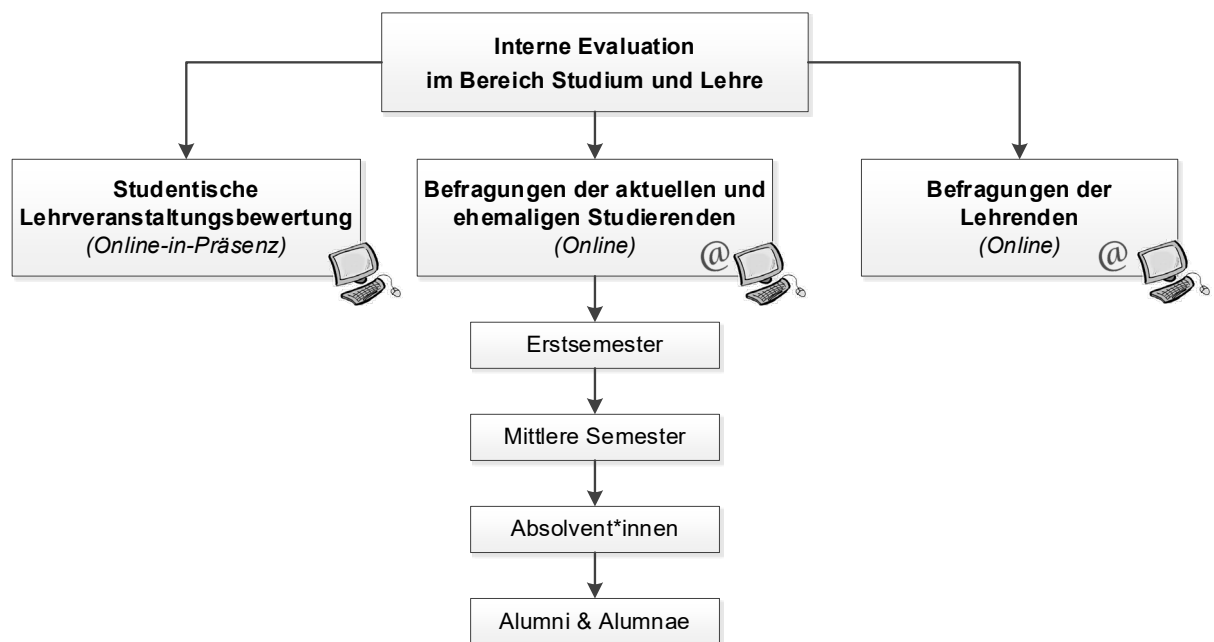 Interne Evaluation
im Bereich Studium und Lehre
Studentische
Lehrveranstaltungsbewertung
(Online-in-Präsenz)
Befragungen der aktuellen und
ehemaligen Studierenden
(Online)
@
Befragungen der
Lehrenden
(Online)
@
Erstsemester
Mittlere Semester
Absolvent*innen
Alumni & Alumnae